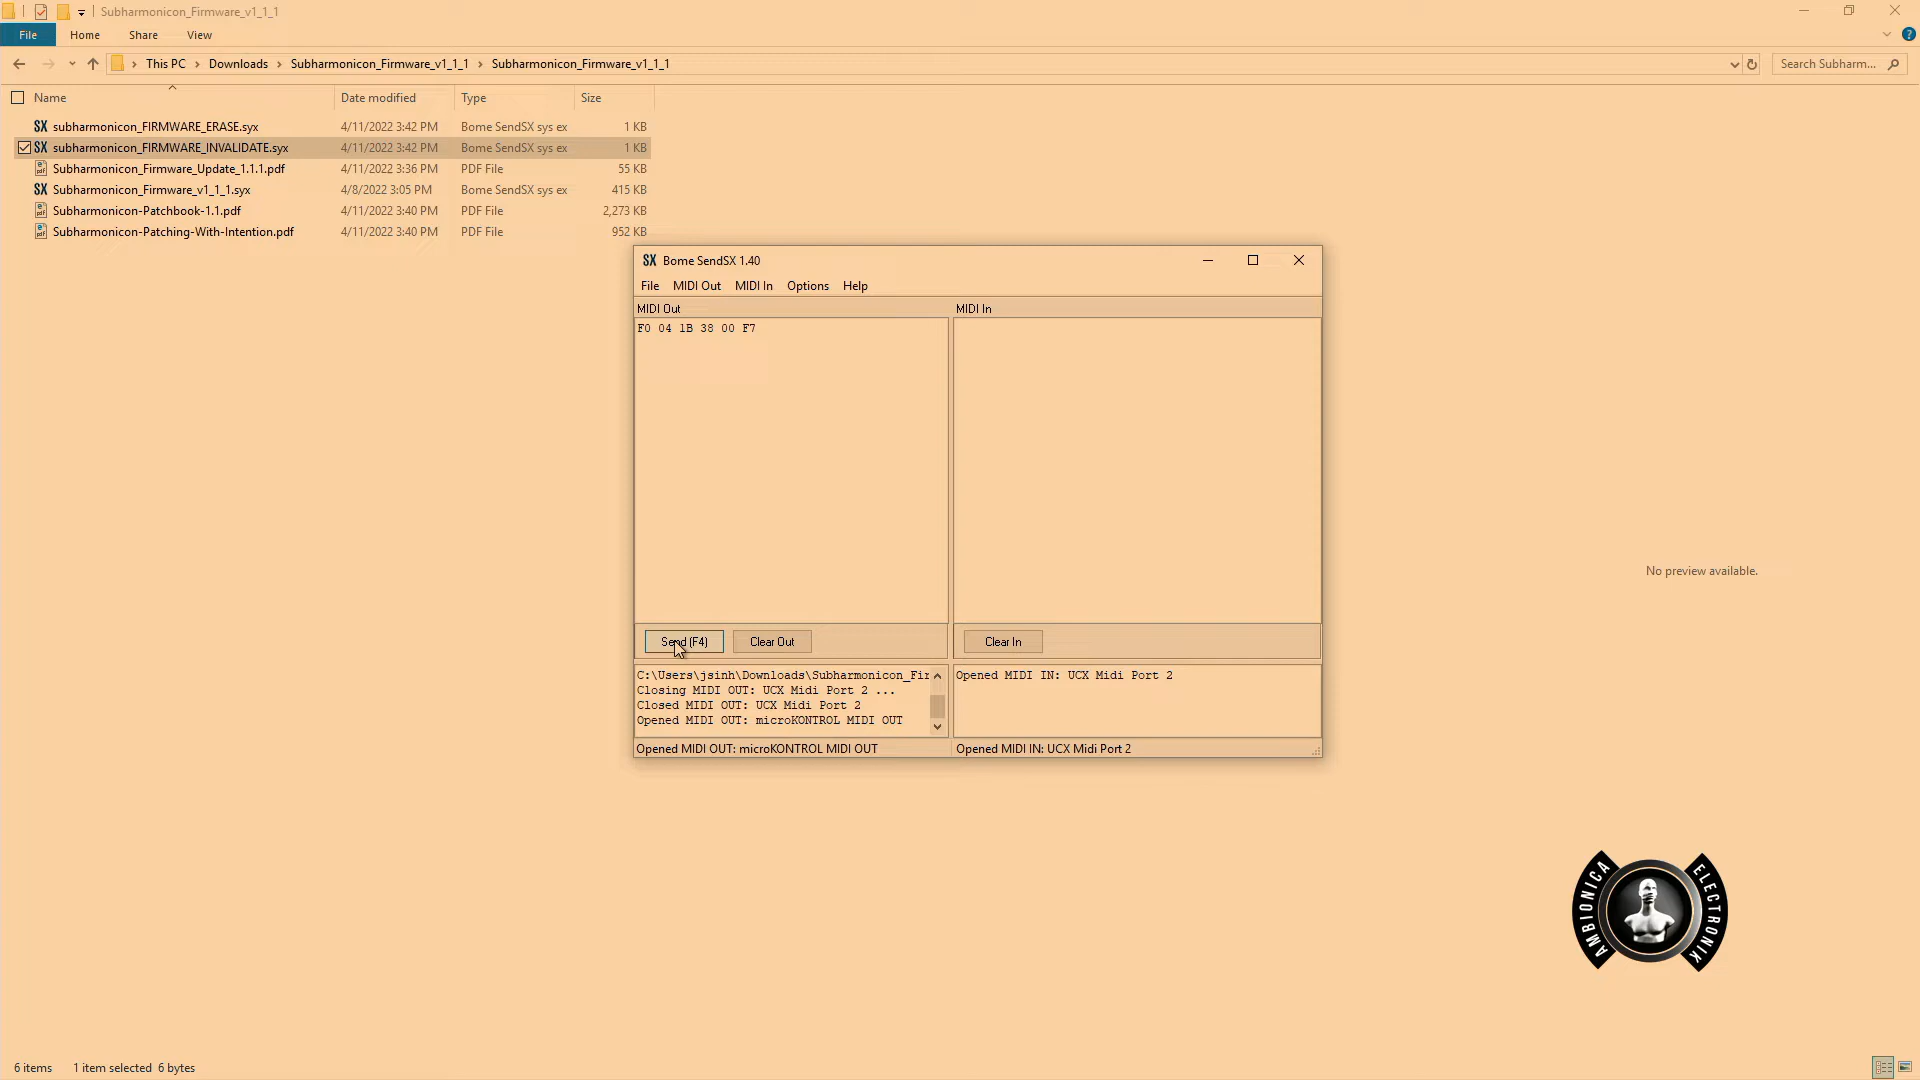 Subharmonicon_Firmware_v1_1_1
File Home Share View
This PC > Downloads > Subharmonicon_Firmware_v1_1_1 > Subharmonicon_Firmware_v1_1_1
Search Subharm...
Name Date modified Type Size
subharmonicon_FIRMWARE_ERASE.syx 4/11/2022 3:42 PM Bome SendSX sys ex 1 KB
subharmonicon_FIRMWARE_INVALIDATE.syx 4/11/2022 3:42 PM Bome SendSX sys ex 1 KB
Subharmonicon_Firmware_Update_1.1.1.pdf 4/11/2022 3:36 PM PDF File 55 KB
Subharmonicon_Firmware_v1_1_1.syx 4/8/2022 3:05 PM Bome SendSX sys ex 415 KB
Subharmonicon-Patchbook-1.1.pdf 4/11/2022 3:40 PM PDF File 2,273 KB
Subharmonicon-Patching-With-Intention.pdf 4/11/2022 3:40 PM PDF File 952 KB
SX Bome SendSX 1.40
File MIDI Out MIDI In Options Help
MIDI Out MIDI In
F0 04 1B 38 00 F7
Send (F4) Clear Out Clear In
C:\Users\jsinh\Downloads\Subharmonicon_Fir
Closing MIDI OUT: UCX Midi Port 2 ...
Closed MIDI OUT: UCX Midi Port 2
Opened MIDI OUT: microKONTROL MIDI OUT
Opened MIDI IN: UCX Midi Port 2
Opened MIDI OUT: microKONTROL MIDI OUT Opened MIDI IN: UCX Midi Port 2
No preview available.
AMBIONICA ELECTRONIK
6 items 1 item selected 6 bytes